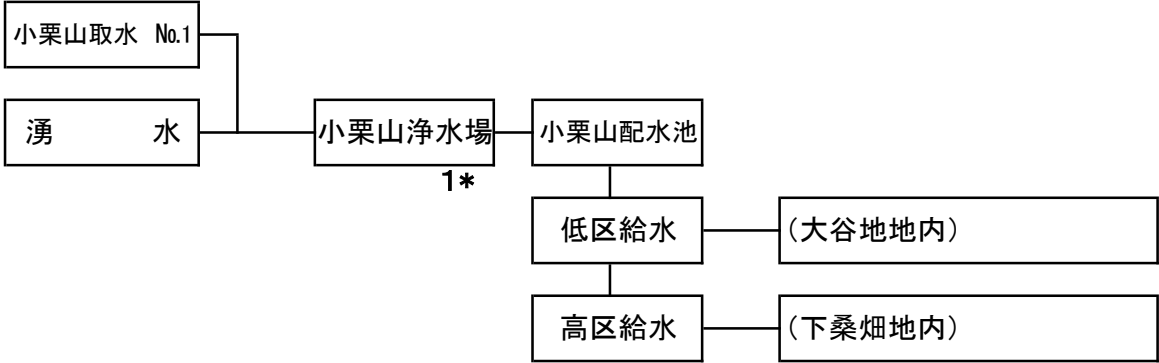 小栗山取水 №1
湧 水
小栗山浄水場
小栗山配水池
1*
低区給水
(大谷地地内)
高区給水
(下桑畑地内)